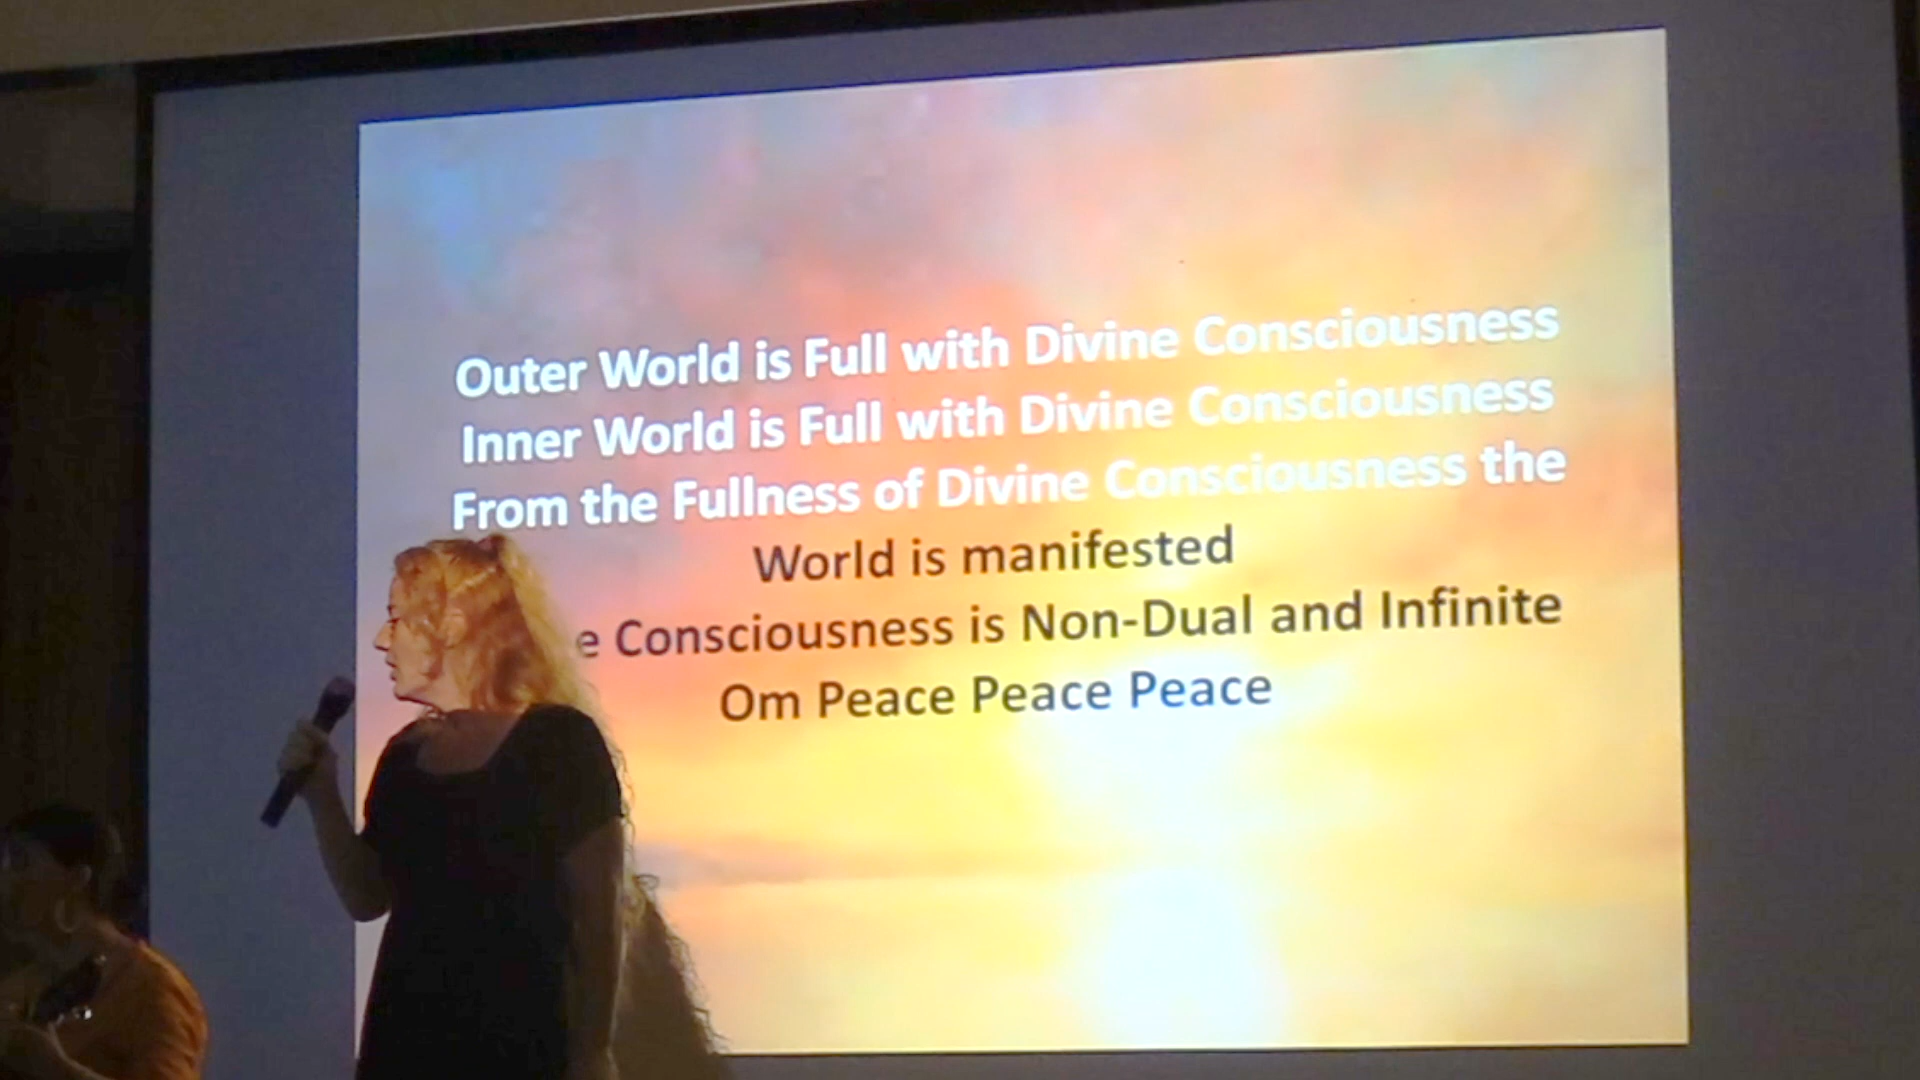 Outer World is Full with Divine Consciousness
Inner World is Full with Divine Consciousness
From the Fullness of Divine Consciousness the
World is manifested
Consciousness is Non-Dual and Infinite
Om Peace Peace Peace